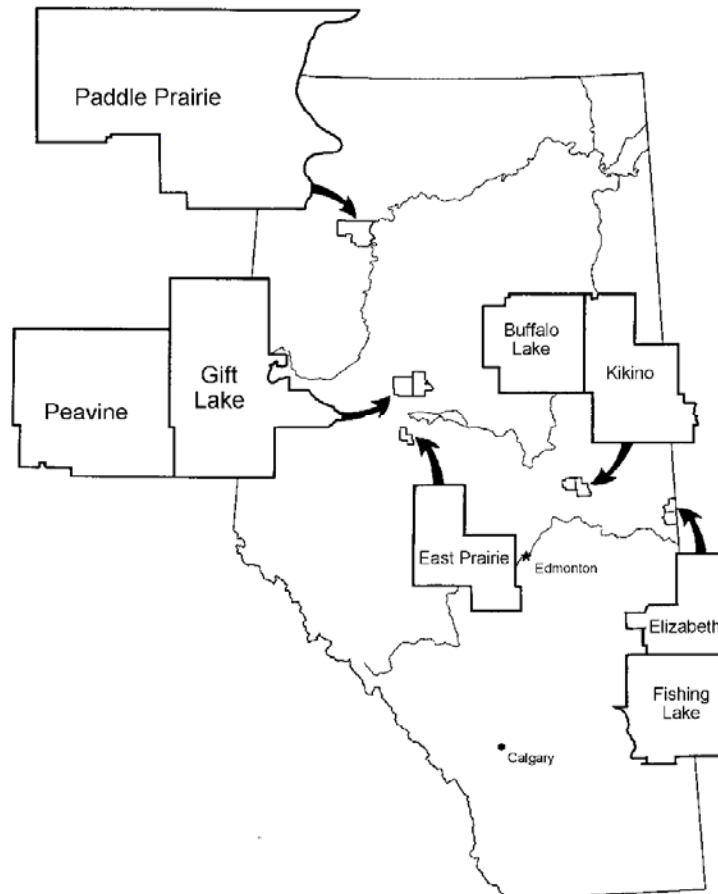 Paddle Prairie
Buffalo
Lake
Kikino
Gift
Lake
Peavine
East Prairie
Edmonton
Elizabeth
Fishing
Lake
Calgary